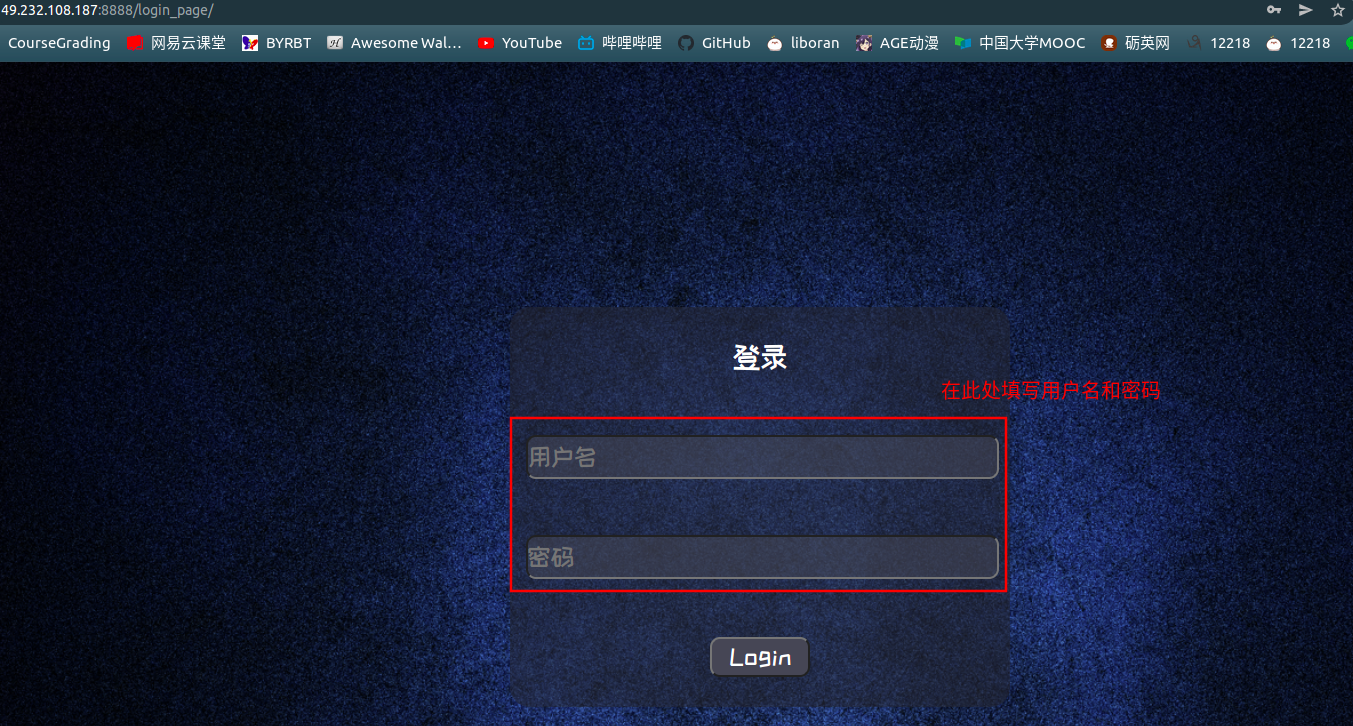 49.232.108.187:8888/login_page/
CourseGrading 网易云课堂 BYRBT Awesome Wal... YouTube 哔哩哔哩 GitHub liboran AGE动漫 中国大学MOOC 砺英网 12218 12218
登录
在此处填写用户名和密码
用户名
密码
Login